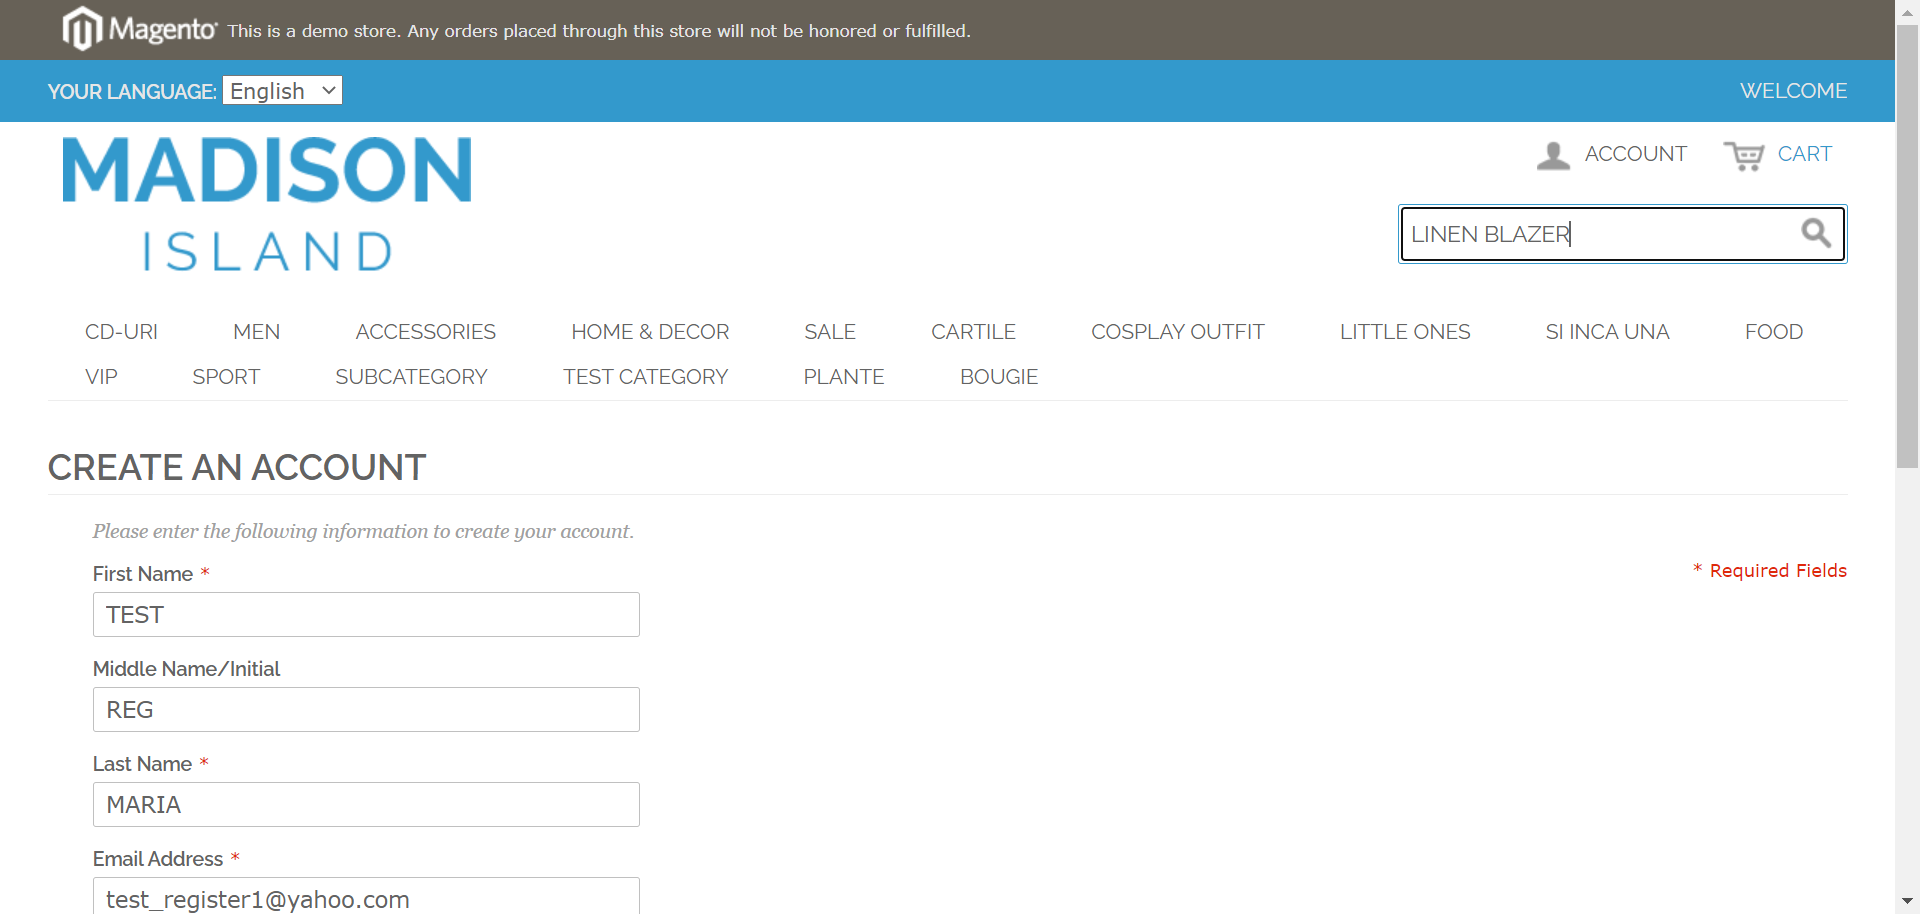 Magento This is a demo store. Any orders placed through this store will not be honored or fulfilled.
YOUR LANGUAGE: English WELCOME
MADISON
ISLAND
ACCOUNT CART
LINEN BLAZER
CD-URI MEN ACCESSORIES HOME & DECOR SALE CARTILE COSPLAY OUTFIT LITTLE ONES SI INCA UNA FOOD
VIP SPORT SUBCATEGORY TEST CATEGORY PLANTE BOUGIE
CREATE AN ACCOUNT
Please enter the following information to create your account.
First Name * * Required Fields
TEST
Middle Name/Initial
REG
Last Name *
MARIA
Email Address *
test_register1@yahoo.com